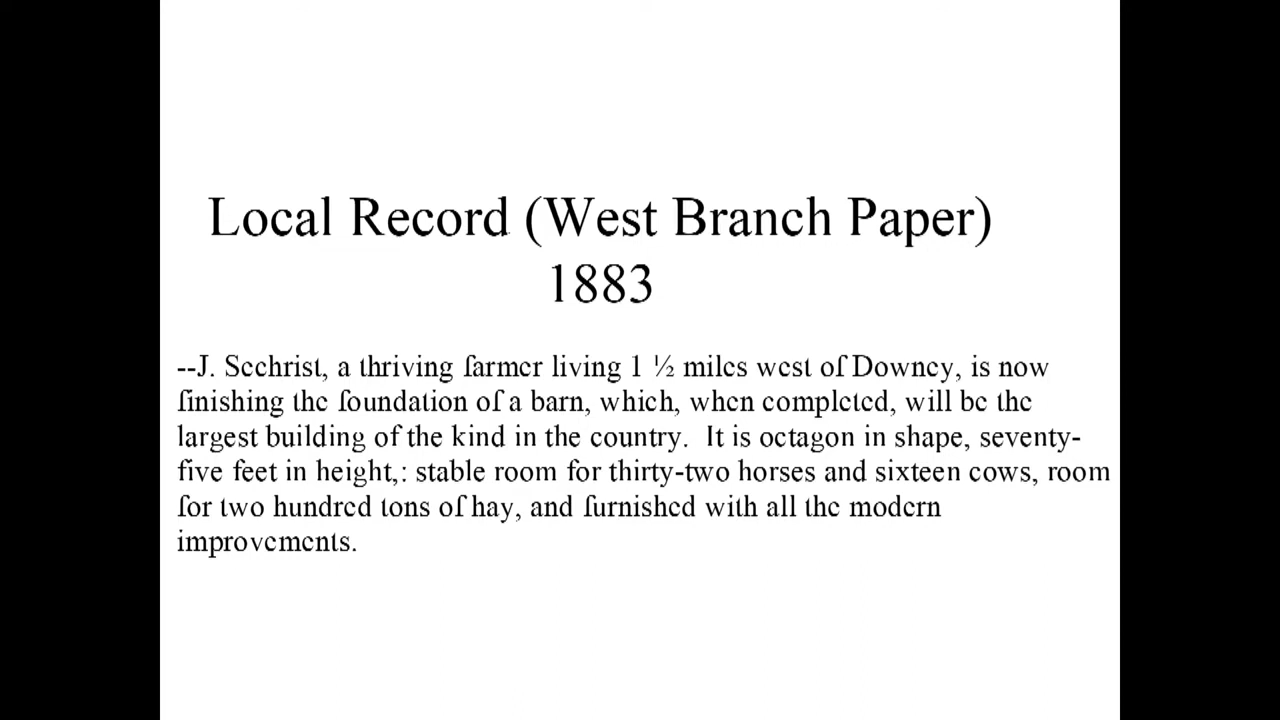 Local Record (West Branch Paper)
1883
--J. Sechrist, a thriving farmer living 1 ½ miles west of Downey, is now
finishing the foundation of a barn, which, when completed, will be the
largest building of the kind in the country.  It is octagon in shape, seventy-
five feet in height,: stable room for thirty-two horses and sixteen cows, room
for two hundred tons of hay, and furnished with all the modern
improvements.